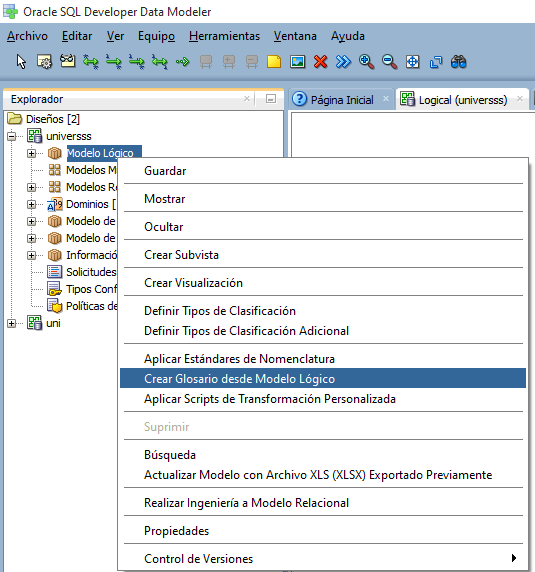 Oracle SQL Developer Data Modeler
Archivo Editar Ver Equipo Herramientas Ventana Ayuda
Explorador
Página Inicial
Logical (universss)
Diseños [2]
universss
Modelo Lógico
Modelos M
Modelos Re
Dominios [
Modelo de
Modelo de
Informació
Solicitudes
Tipos Conf
Políticas de
uni
Guardar
Mostrar
Ocultar
Crear Subvista
Crear Visualización
Definir Tipos de Clasificación
Definir Tipos de Clasificación Adicional
Aplicar Estándares de Nomenclatura
Crear Glosario desde Modelo Lógico
Aplicar Scripts de Transformación Personalizada
Suprimir
Búsqueda
Actualizar Modelo con Archivo XLS (XLSX) Exportado Previamente
Realizar Ingeniería a Modelo Relacional
Propiedades
Control de Versiones